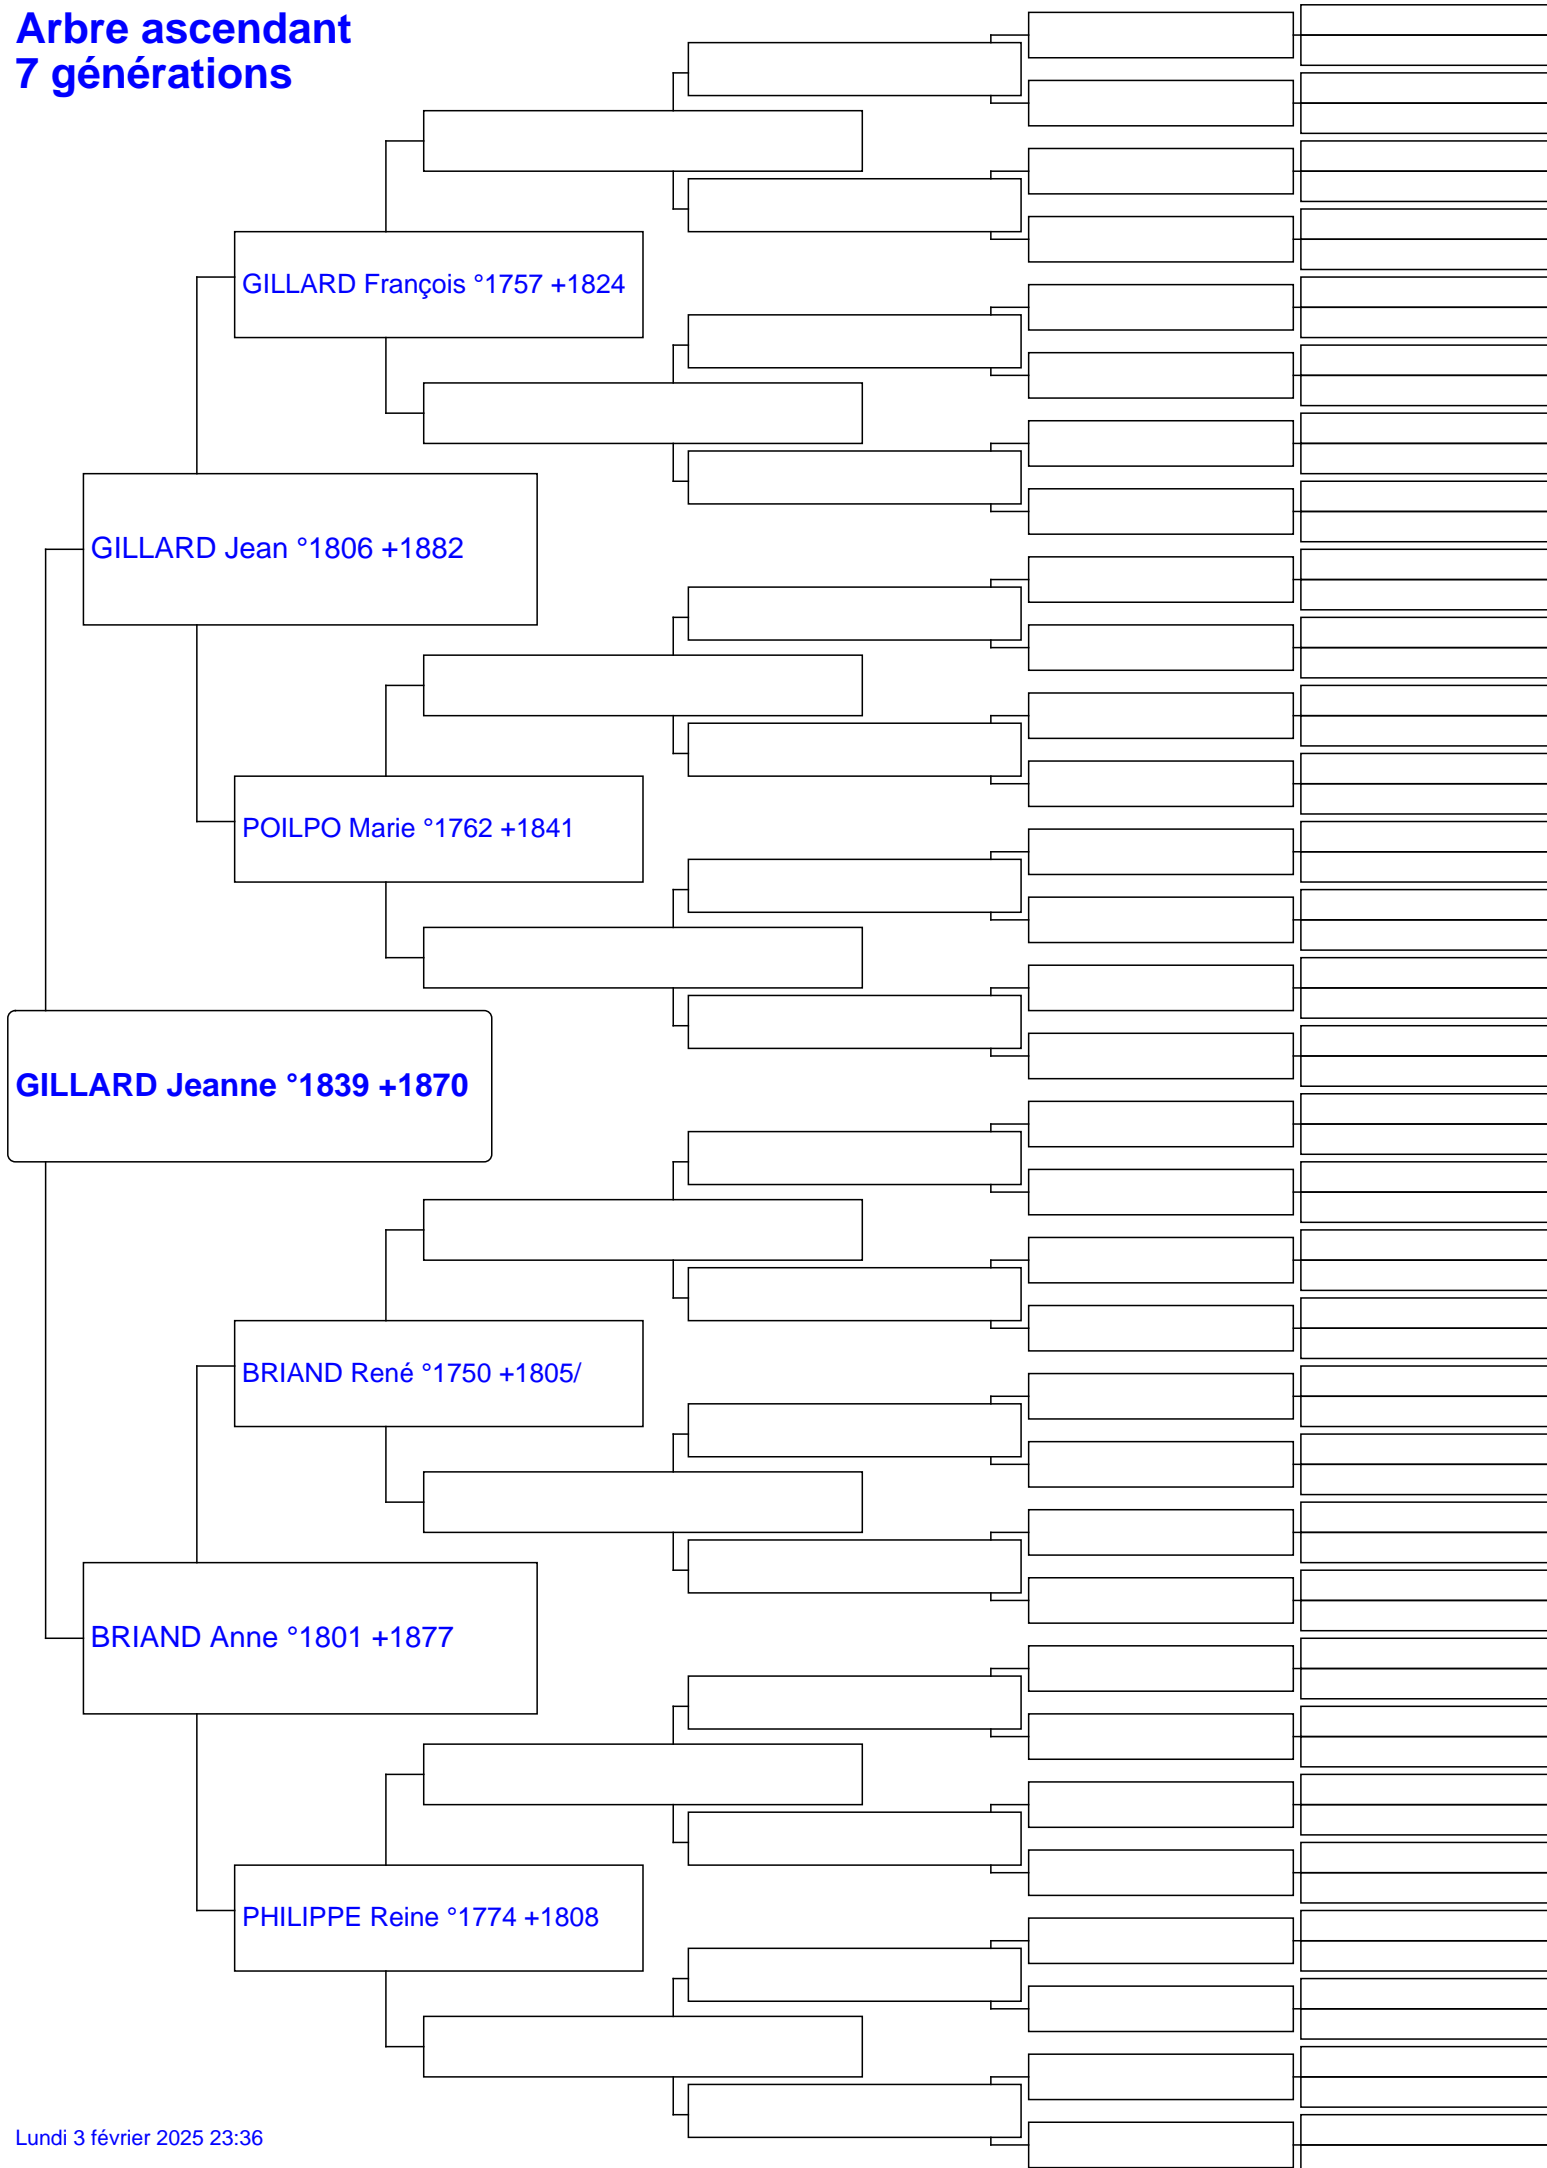 Arbre ascendant
7 générations
GILLARD François °1757 +1824
GILLARD Jean °1806 +1882
POILPO Marie °1762 +1841
GILLARD Jeanne °1839 +1870
BRIAND René °1750 +1805/
BRIAND Anne °1801 +1877
PHILIPPE Reine °1774 +1808
Lundi 3 février 2025 23:36